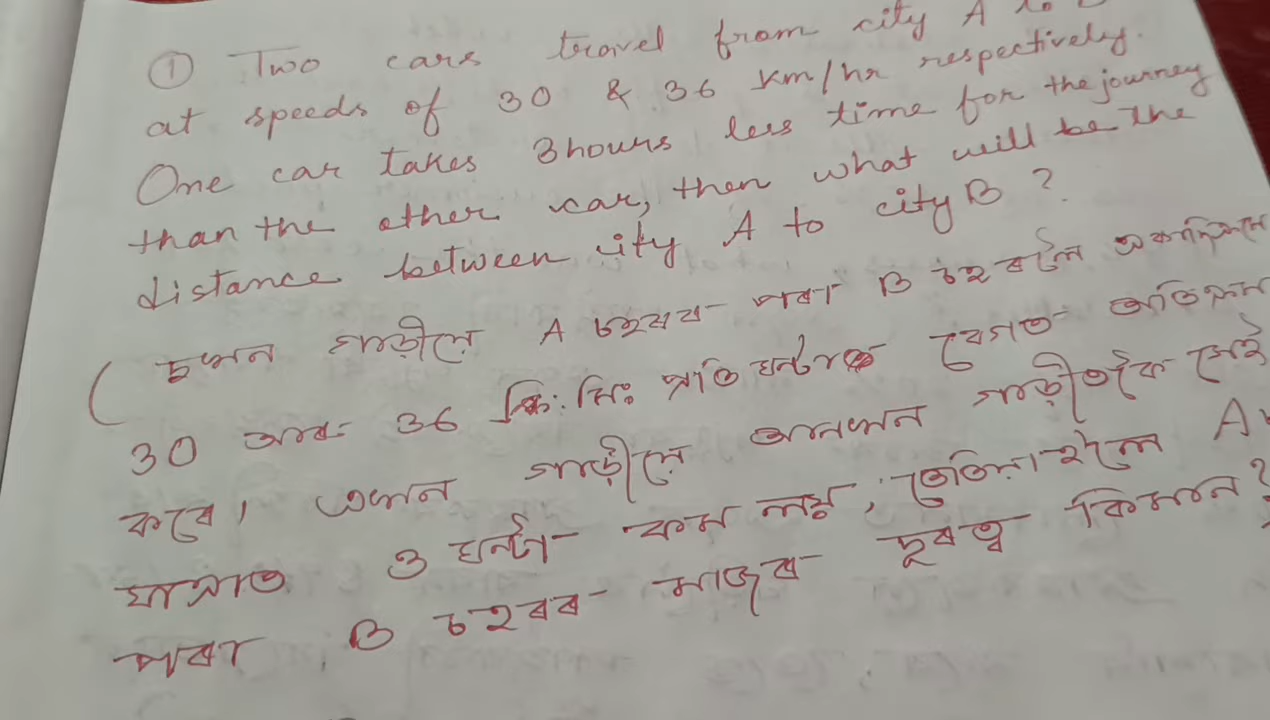 ① Two cars travel from city A to
at speeds of 30 & 36 Km/hr respectively.
One car takes 3 hours less time for the journey
than the other car, then what will be the
distance between city A to city B ?
( দুখন গাড়ীয়ে A চহৰৰ পৰা B চহৰলৈ
30 আৰু 36 কি: মি: প্ৰতি ঘন্টাত বেগত অতিক্ৰম
কৰে। এখন গাড়ীয়ে আনখন গাড়ীতকৈ সেই
যাত্ৰাত ও ঘন্টা কম লয়, তেতিয়াহ'লে A
পৰা B চহৰৰ মাজৰ দূৰত্ব কিমান?